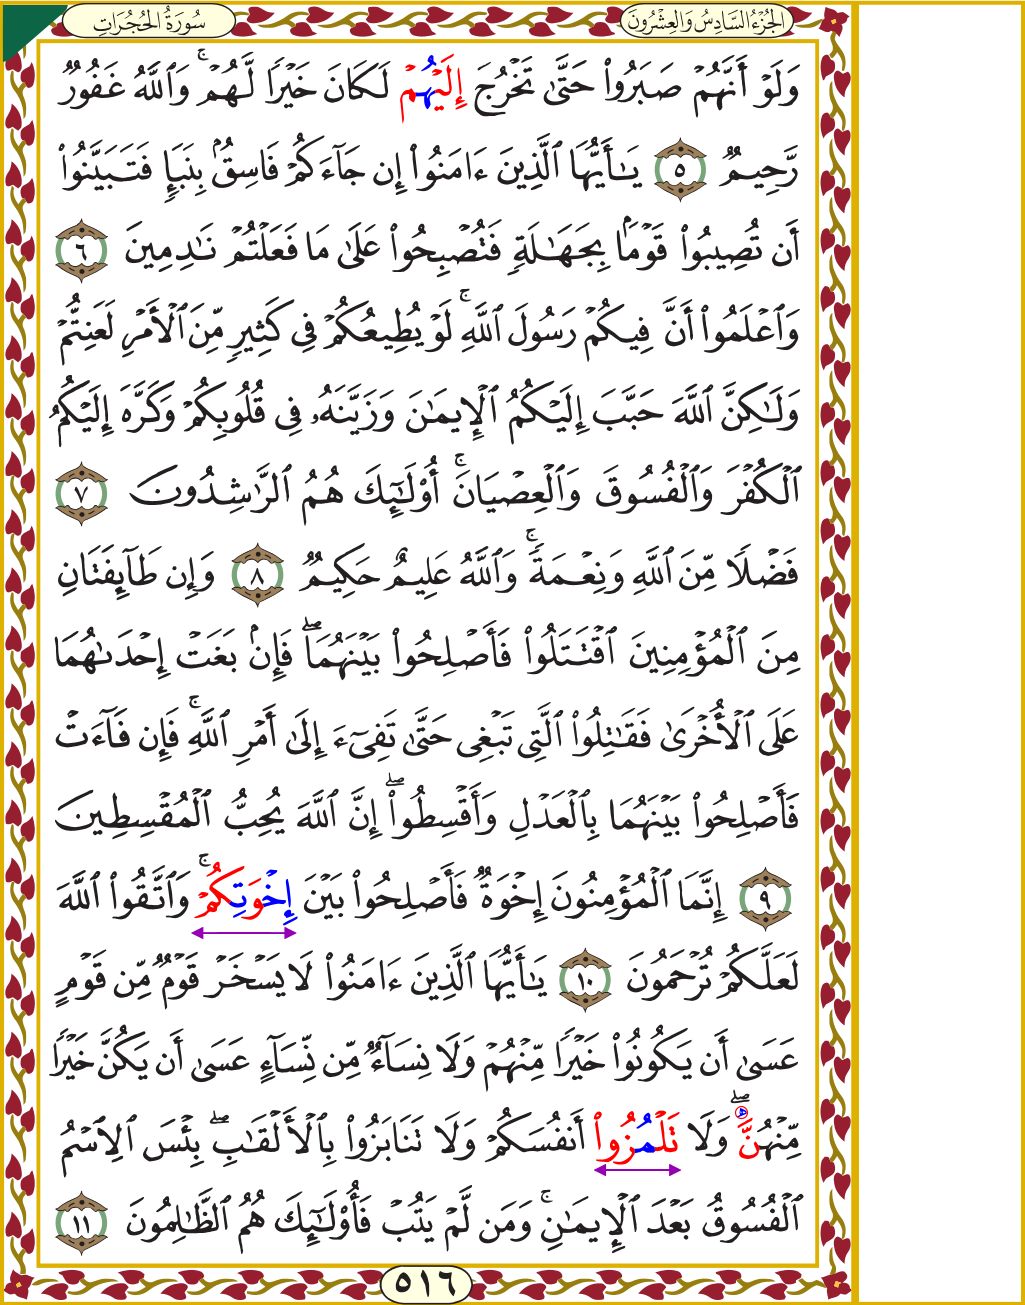 سُورَةُ الحُجُرَاتِ
الجُزْءُ السَّادِسُ وَالعِشْرُونَ
وَلَوْ أَنَّهُمْ صَبَرُوا۟ حَتَّىٰ تَخْرُجَ إِلَيْهُمْ لَكَانَ خَيْرًا لَّهُمْ ۚ وَٱللَّهُ غَفُورٌ
رَّحِيمٌ ٥ يَـٰٓأَيُّهَا ٱلَّذِينَ ءَامَنُوٓا۟ إِن جَآءَكُمْ فَاسِقٌۢ بِنَبَإٍ فَتَبَيَّنُوٓا۟
أَن تُصِيبُوا۟ قَوْمًۢا بِجَهَـٰلَةٍ فَتُصْبِحُوا۟ عَلَىٰ مَا فَعَلْتُمْ نَـٰدِمِينَ ٦
وَٱعْلَمُوٓا۟ أَنَّ فِيكُمْ رَسُولَ ٱللَّهِ ۚ لَوْ يُطِيعُكُمْ فِى كَثِيرٍ مِّنَ ٱلْأَمْرِ لَعَنِتُّمْ
وَلَـٰكِنَّ ٱللَّهَ حَبَّبَ إِلَيْكُمُ ٱلْإِيمَـٰنَ وَزَيَّنَهُۥ فِى قُلُوبِكُمْ وَكَرَّهَ إِلَيْكُمُ
ٱلْكُفْرَ وَٱلْفُسُوقَ وَٱلْعِصْيَانَ ۚ أُو۟لَـٰٓئِكَ هُمُ ٱلرَّٰشِدُونَ ٧
فَضْلًا مِّنَ ٱللَّهِ وَنِعْمَةً ۚ وَٱللَّهُ عَلِيمٌ حَكِيمٌ ٨ وَإِن طَآئِفَتَانِ
مِنَ ٱلْمُؤْمِنِينَ ٱقْتَتَلُوا۟ فَأَصْلِحُوا۟ بَيْنَهُمَا ۖ فَإِنۢ بَغَتْ إِحْدَىٰهُمَا
عَلَى ٱلْأُخْرَىٰ فَقَـٰتِلُوا۟ ٱلَّتِى تَبْغِى حَتَّىٰ تَفِىٓءَ إِلَىٰٓ أَمْرِ ٱللَّهِ ۚ فَإِن فَآءَتْ
فَأَصْلِحُوا۟ بَيْنَهُمَا بِٱلْعَدْلِ وَأَقْسِطُوٓا۟ ۖ إِنَّ ٱللَّهَ يُحِبُّ ٱلْمُقْسِطِينَ
٩ إِنَّمَا ٱلْمُؤْمِنُونَ إِخْوَةٌ فَأَصْلِحُوا۟ بَيْنَ إِخْوَتِكُمْ ۚ وَٱتَّقُوا۟ ٱللَّهَ
لَعَلَّكُمْ تُرْحَمُونَ ١٠ يَـٰٓأَيُّهَا ٱلَّذِينَ ءَامَنُوا۟ لَا يَسْخَرْ قَوْمٌ مِّن قَوْمٍ
عَسَىٰٓ أَن يَكُونُوا۟ خَيْرًا مِّنْهُمْ وَلَا نِسَآءٌ مِّن نِّسَآءٍ عَسَىٰٓ أَن يَكُنَّ خَيْرًا
مِّنْهُنَّ ۖ وَلَا تَلْمُزُوٓا۟ أَنفُسَكُمْ وَلَا تَنَابَزُوا۟ بِٱلْأَلْقَـٰبِ ۖ بِئْسَ ٱلِٱسْمُ
ٱلْفُسُوقُ بَعْدَ ٱلْإِيمَـٰنِ ۚ وَمَن لَّمْ يَتُبْ فَأُو۟لَـٰٓئِكَ هُمُ ٱلظَّـٰلِمُونَ ١١
٥١٦